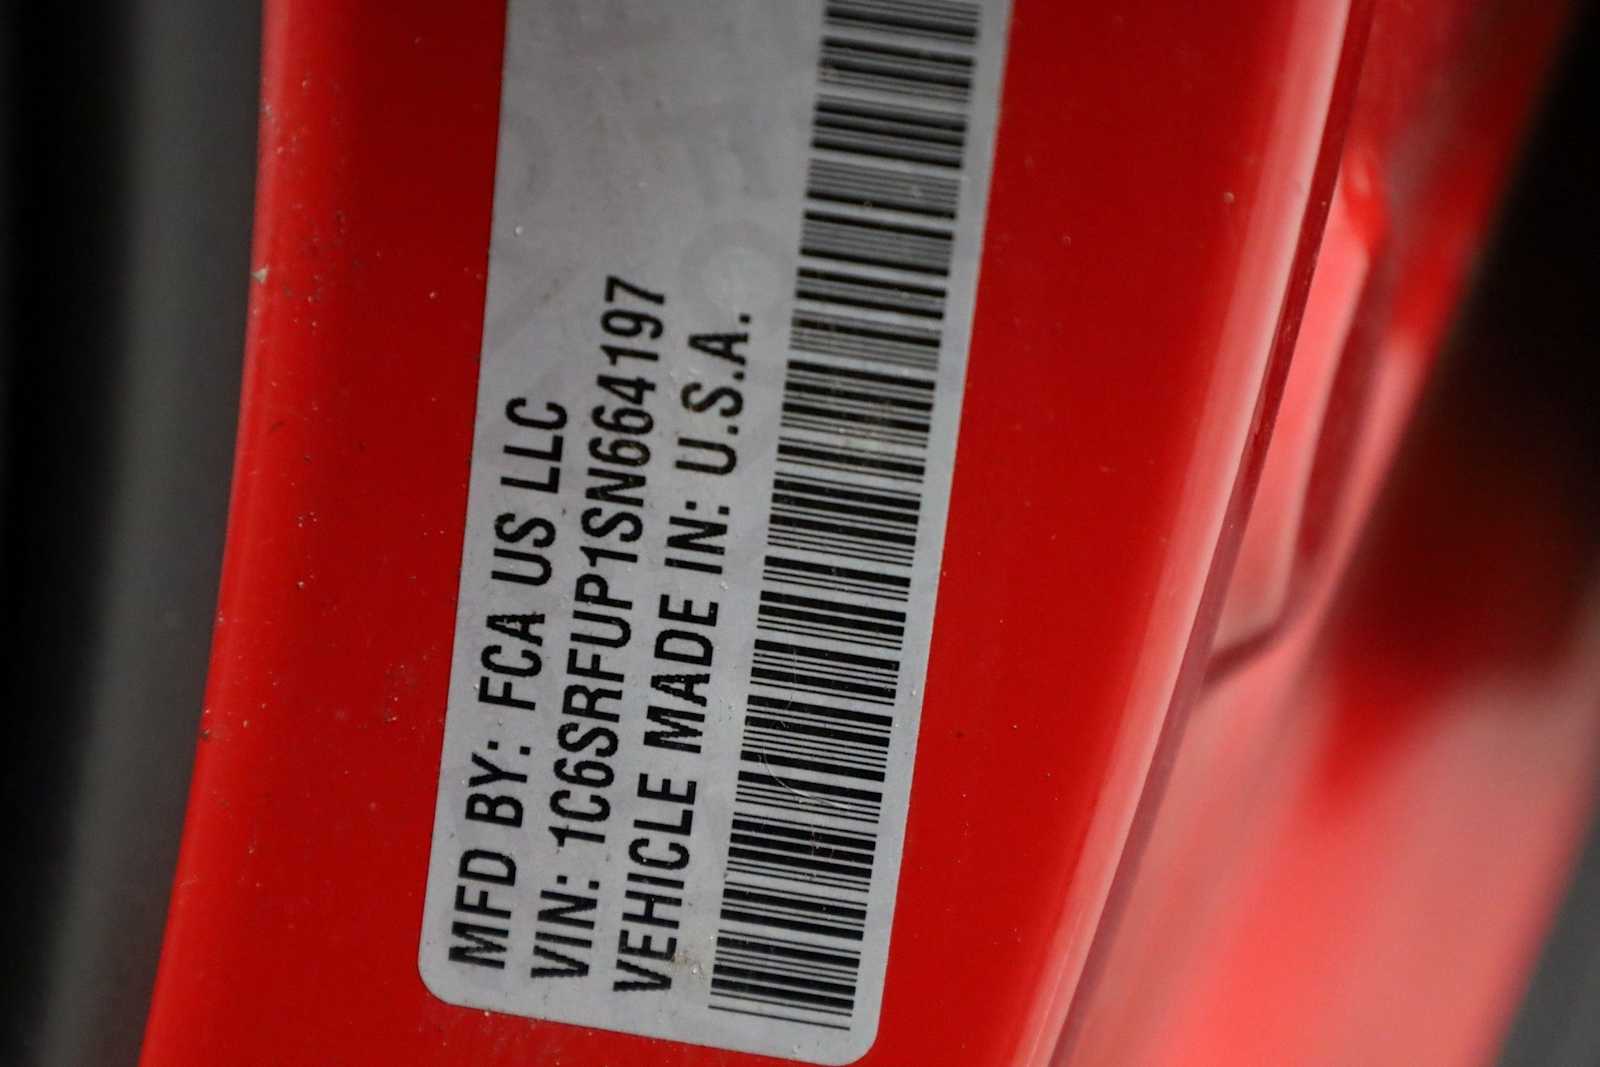 MFD BY: FCA US LLC
VIN: 1C6SRFUP1SN664197
VEHICLE MADE IN: U.S.A.